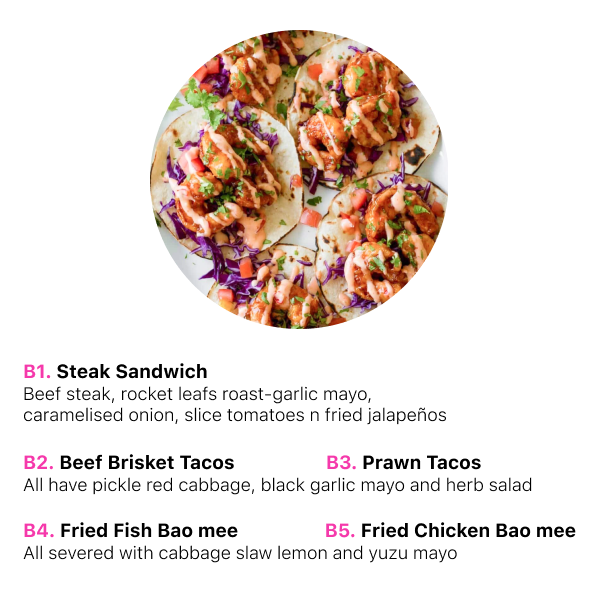 B1. Steak Sandwich
Beef steak, rocket leafs roast-garlic mayo,
caramelised onion, slice tomatoes n fried jalapeños
B2. Beef Brisket Tacos B3. Prawn Tacos
All have pickle red cabbage, black garlic mayo and herb salad
B4. Fried Fish Bao mee B5. Fried Chicken Bao mee
All severed with cabbage slaw lemon and yuzu mayo